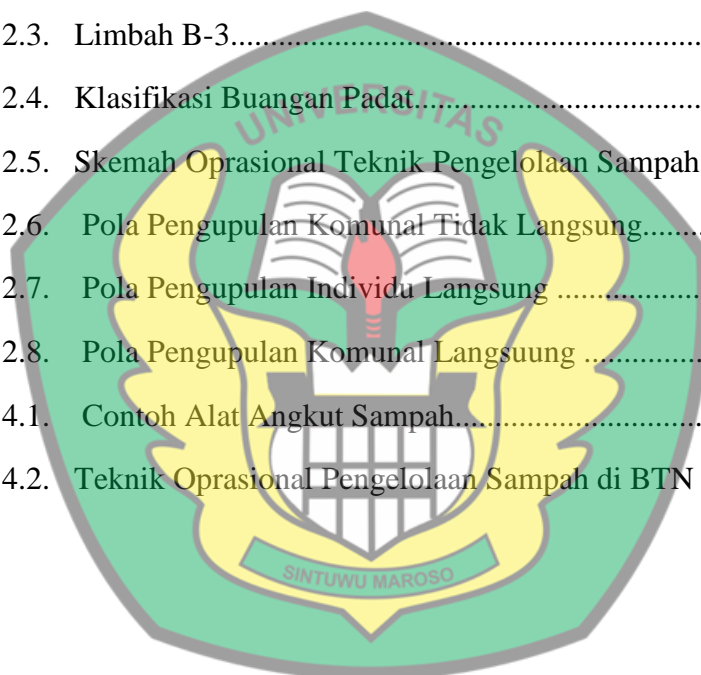 2.3. Limbah B-3..........................................................
2.4. Klasifikasi Buangan Padat...................................
2.5. Skemah Oprasional Teknik Pengelolaan Sampah
2.6. Pola Pengupulan Komunal Tidak Langsung........
2.7. Pola Pengupulan Individu Langsung ..................
2.8. Pola Pengupulan Komunal Langsuung ...............
4.1. Contoh Alat Angkut Sampah...............................
4.2. Teknik Oprasional Pengelolaan Sampah di BTN
UNIVERSITAS
SINTUWU MAROSO